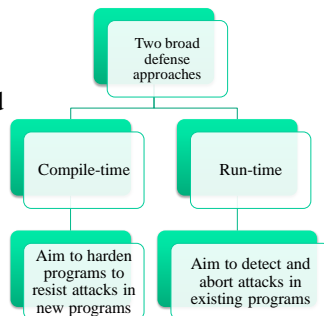 Two broad
defense
approaches
Compile-time
Run-time
Aim to harden
programs to
resist attacks in
new programs
Aim to detect and
abort attacks in
existing programs